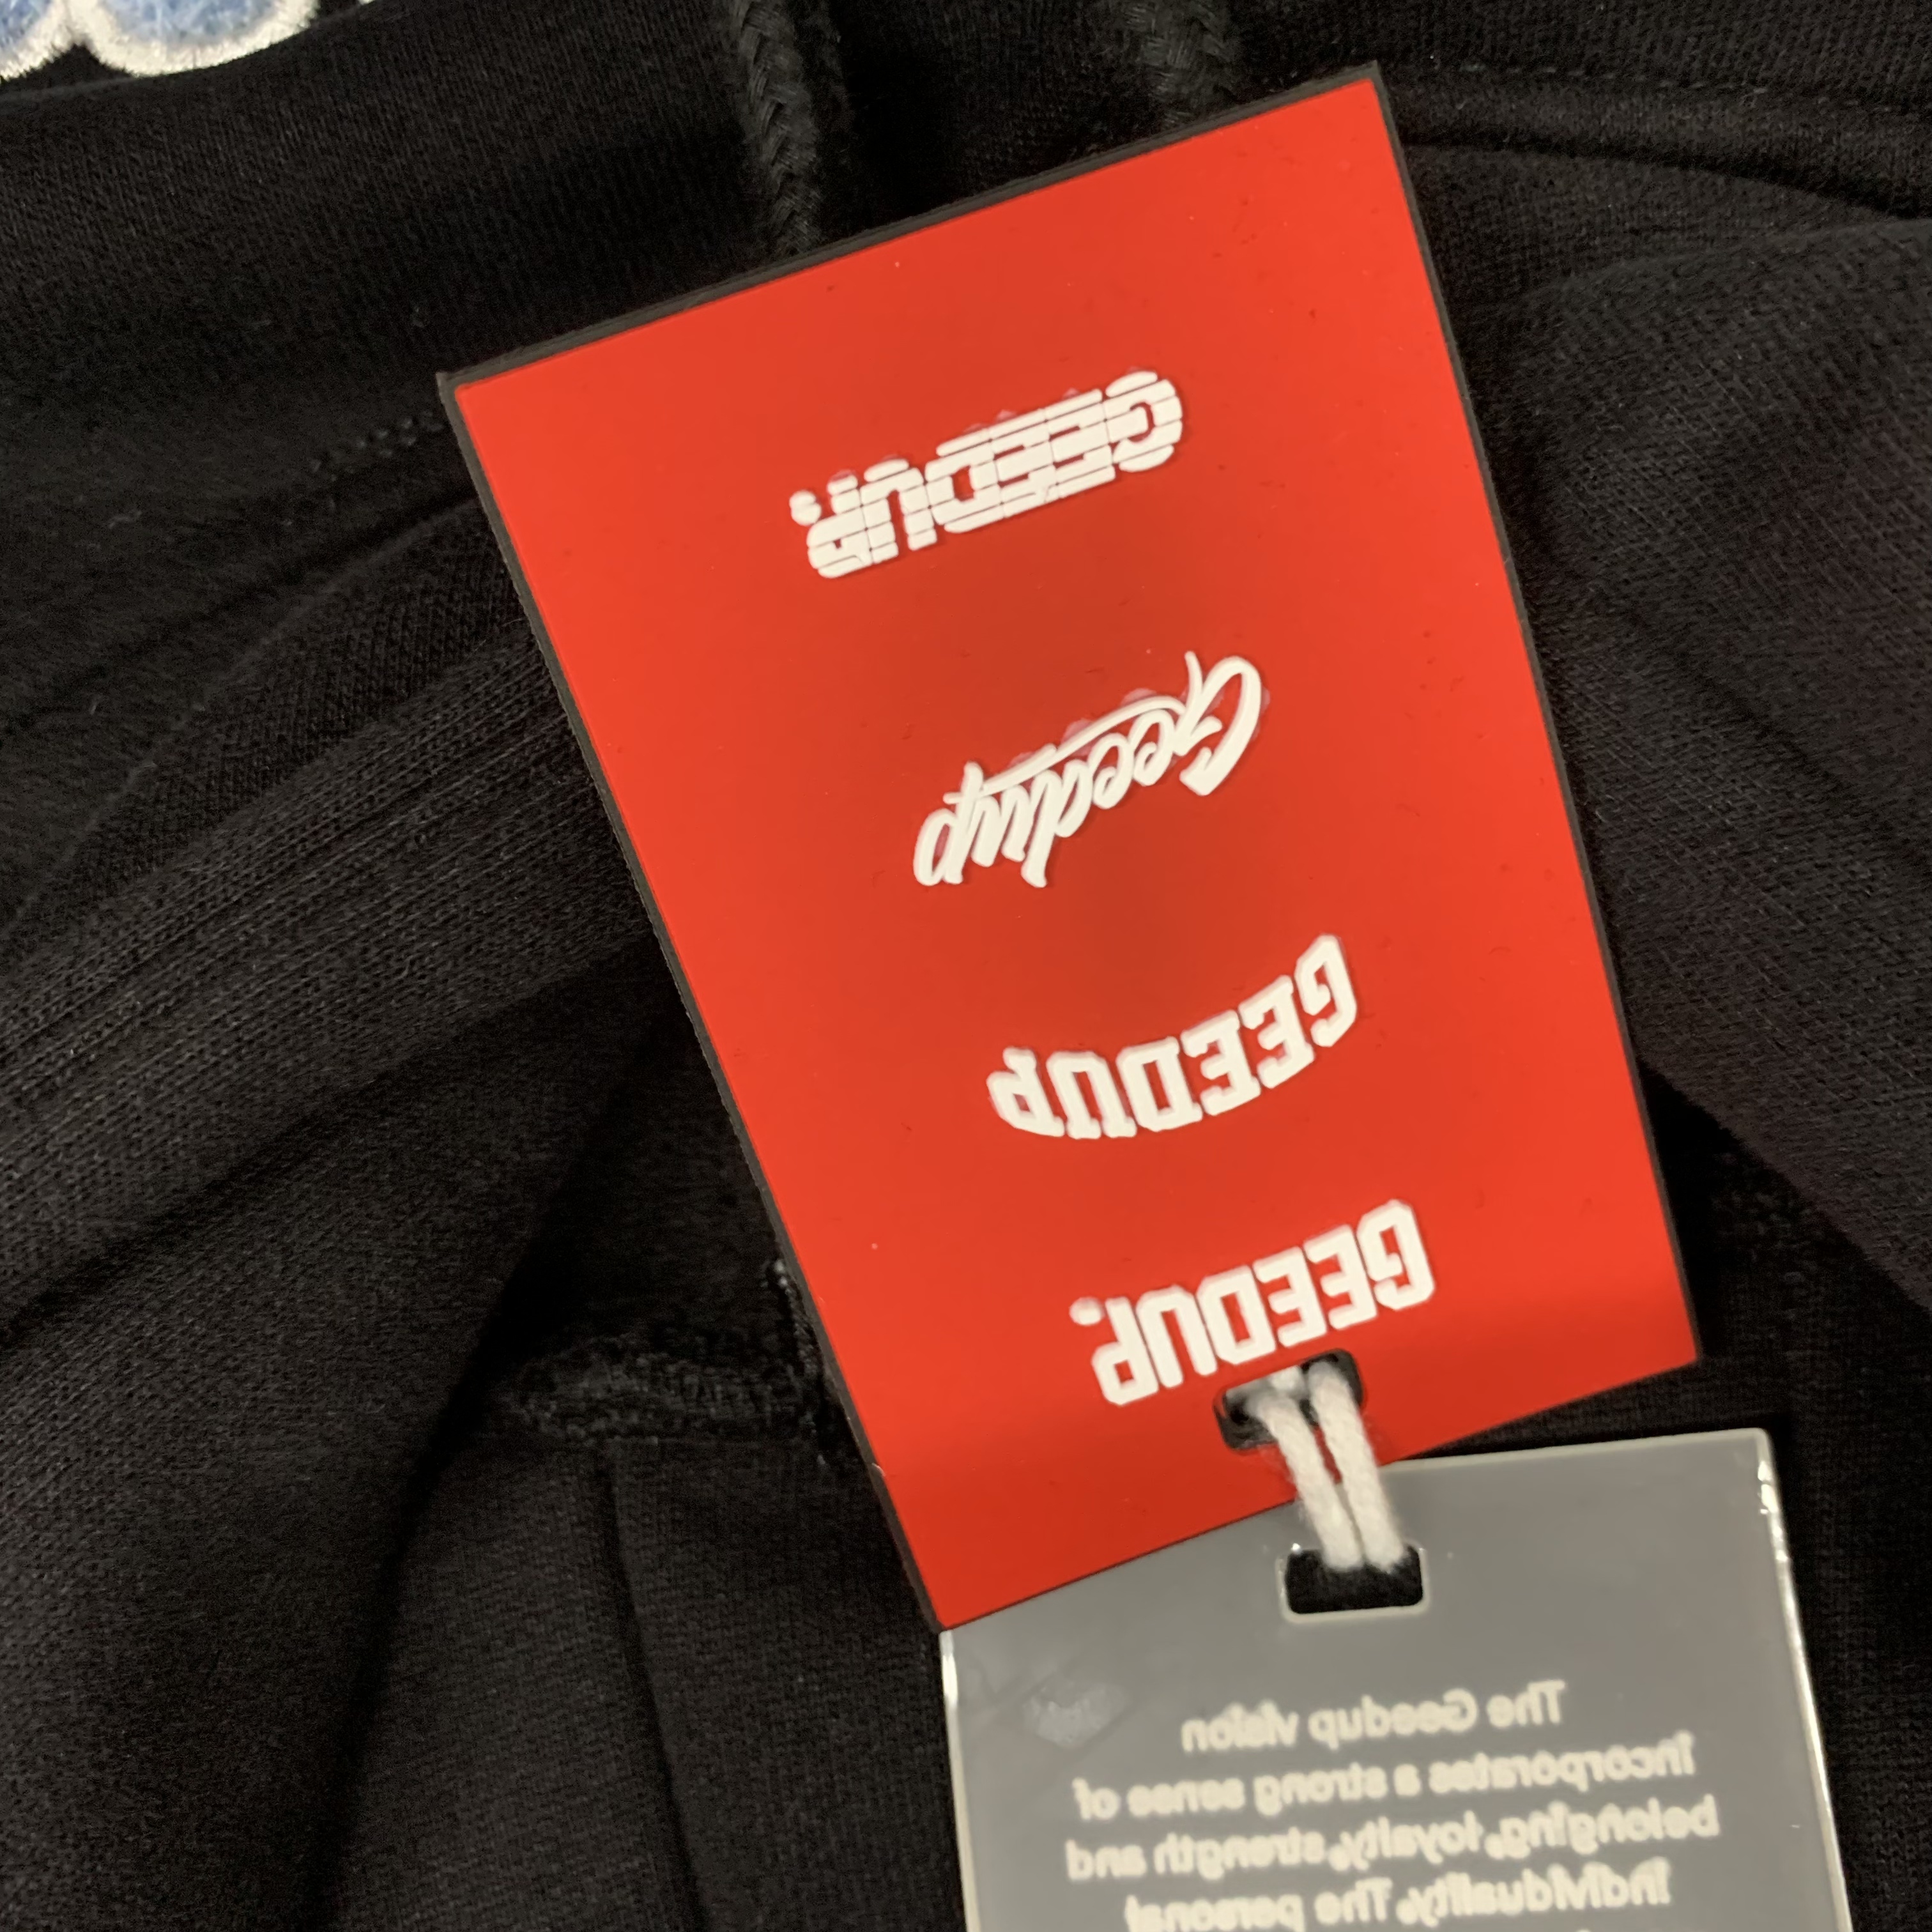 GEEDUP.
Geedup
GEEDUP
GEEDUP.
The Geedup vision
incorporates a strong sense of
belonging, loyalty, strength and
individuality. The personal